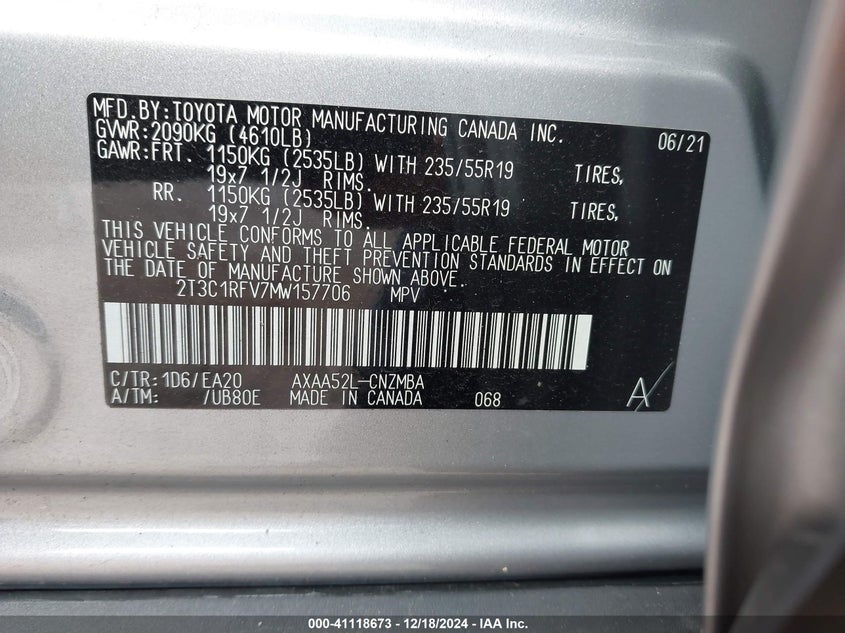 MFD.BY:TOYOTA MOTOR MANUFACTURING CANADA INC. 06/21
GVWR:2090KG (4610LB)
GAWR:FRT. 1150KG (2535LB) WITH 235/55R19 TIRES,
19x7 1/2J RIMS.
RR. 1150KG (2535LB) WITH 235/55R19 TIRES,
19x7 1/2J RIMS.
THIS VEHICLE CONFORMS TO ALL APPLICABLE FEDERAL MOTOR
VEHICLE SAFETY AND THEFT PREVENTION STANDARDS IN EFFECT ON
THE DATE OF MANUFACTURE SHOWN ABOVE.
2T3C1RFV7MW157706 MPV
C/TR:1D6/EA20 AXAA52L-CNZMBA
A/TM: /UB80E MADE IN CANADA 068 A
000-41118673 - 12/18/2024 - IAA Inc.